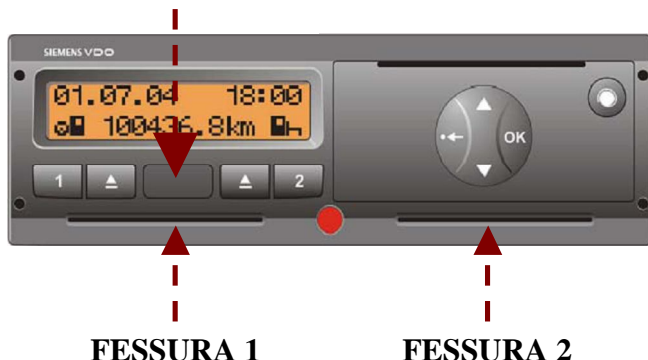 SIEMENS VDO
01.07.04 18:00
100436.8km
OK
1 2
FESSURA 1 FESSURA 2